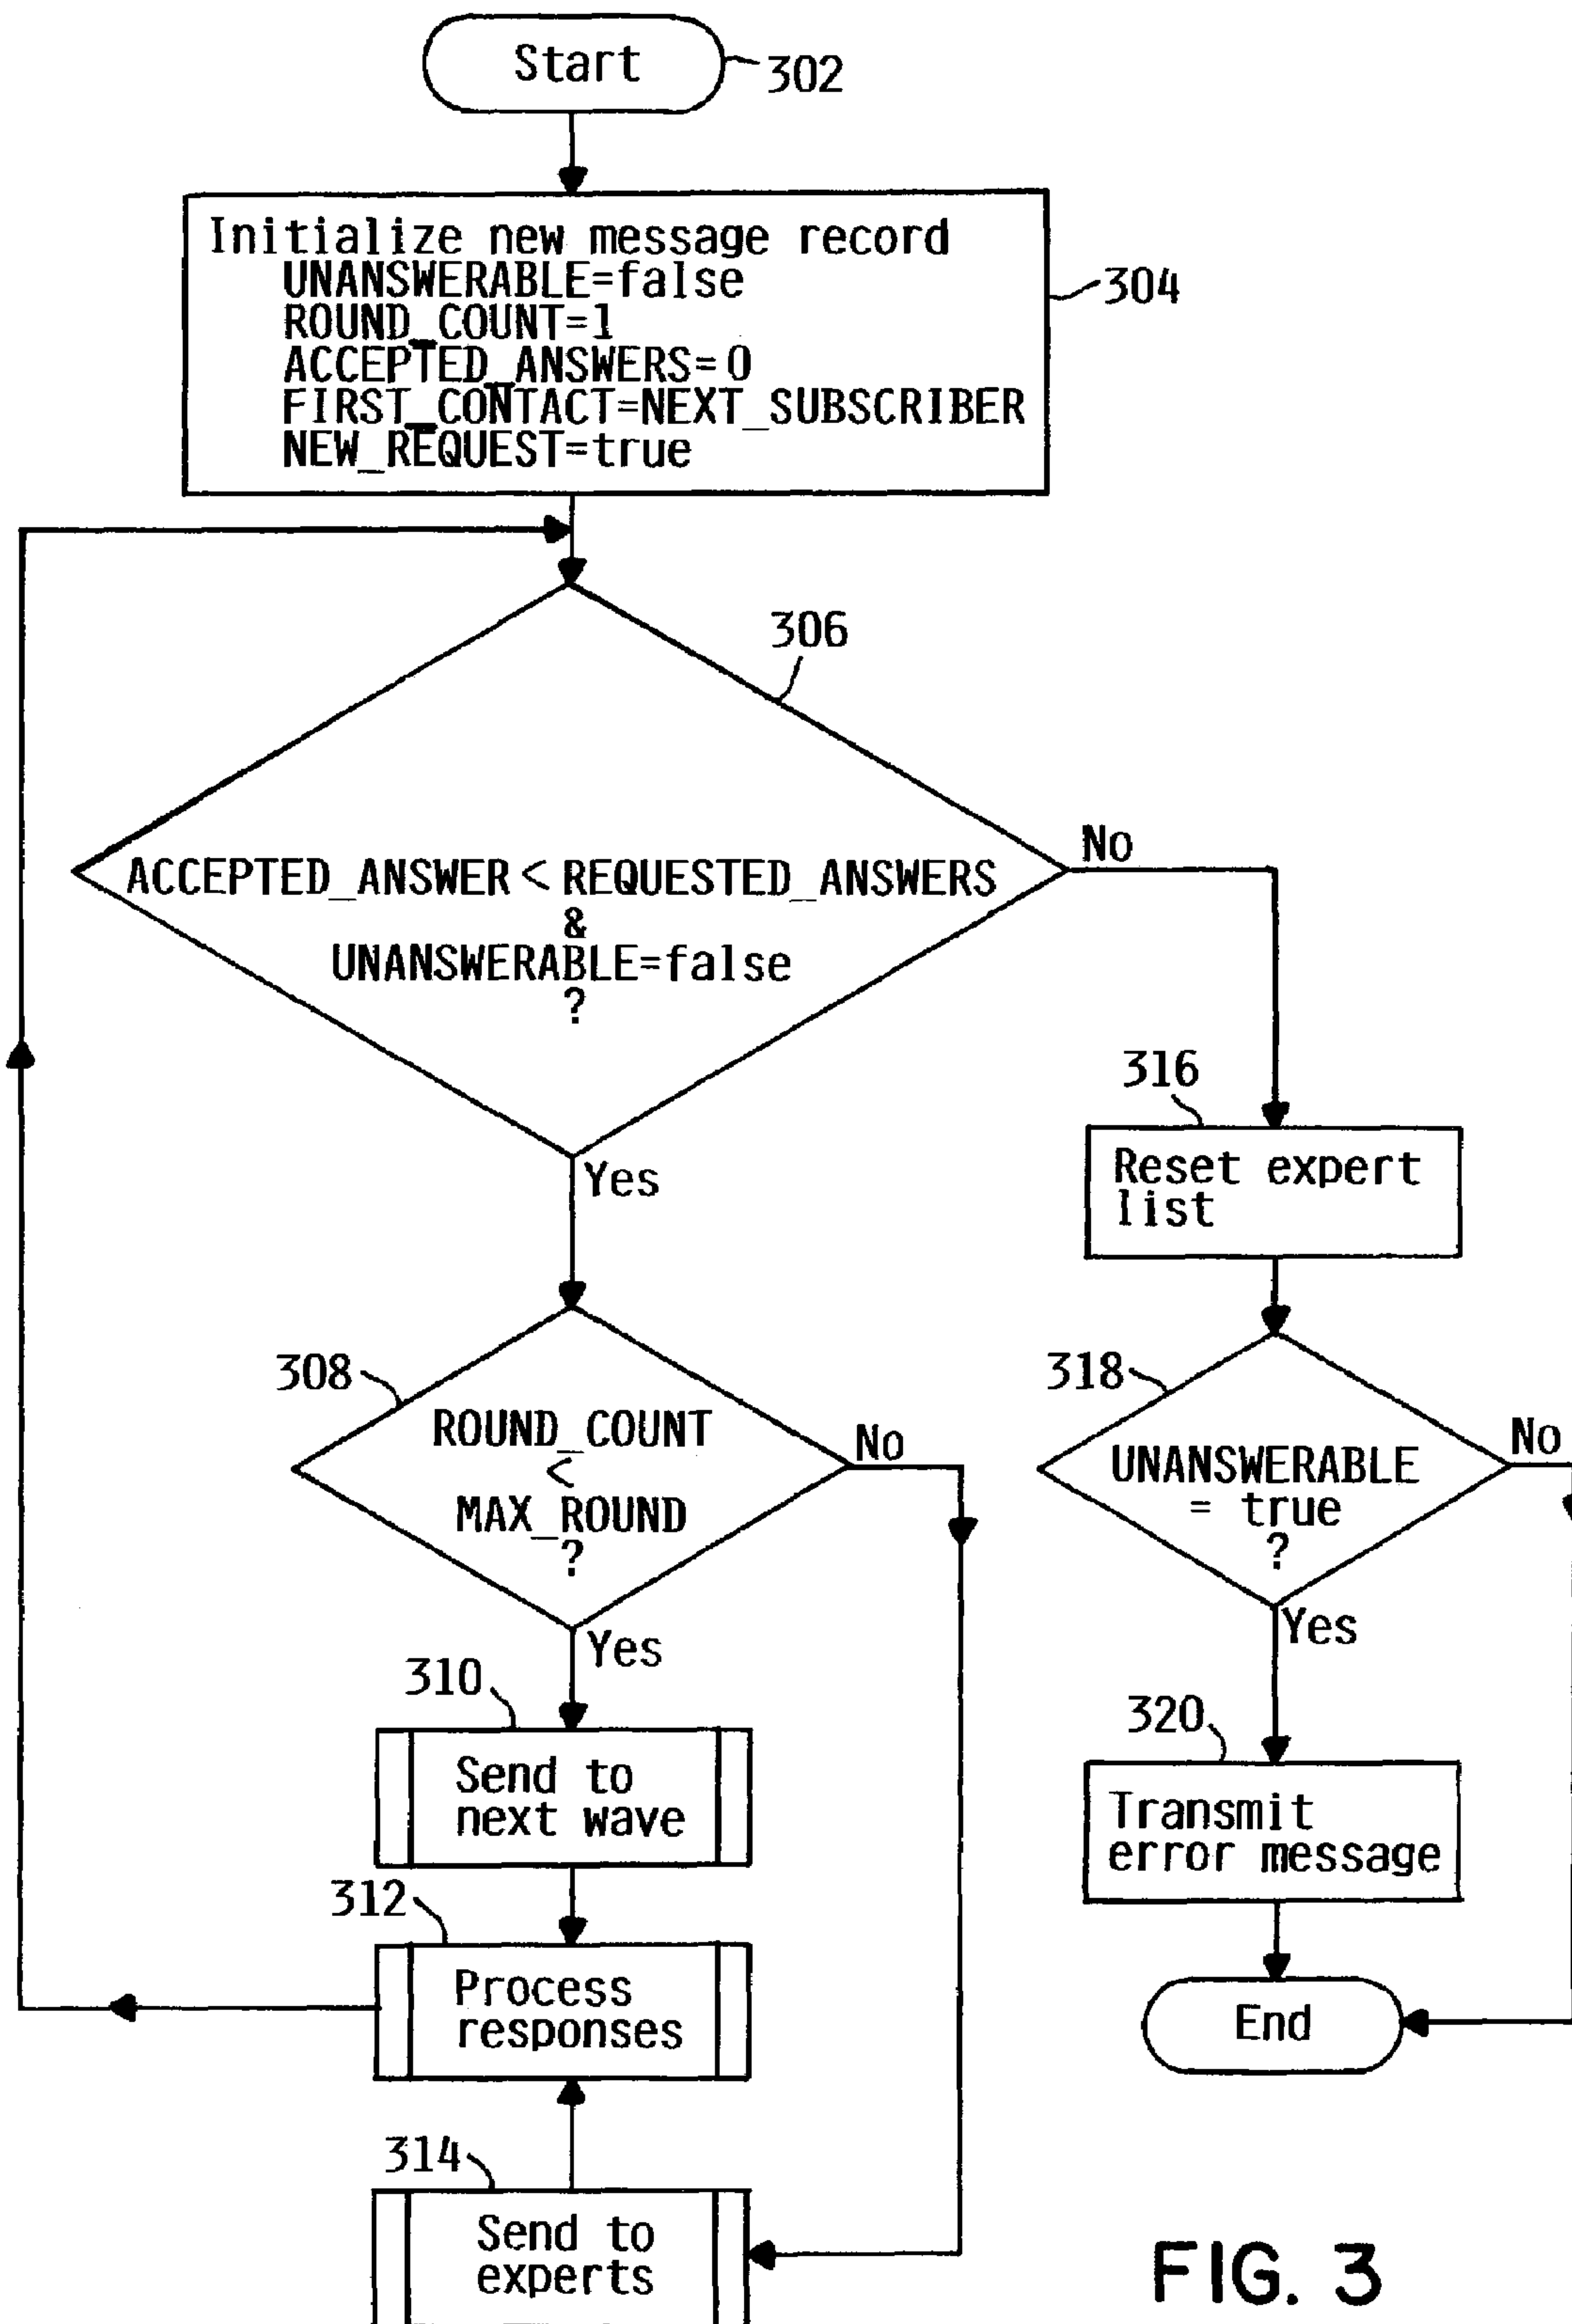 Start
302
Initialize new message record
UNANSWERABLE=false
ROUND_COUNT=1
ACCEPTED_ANSWERS=0
FIRST_CONTACT=NEXT_SUBSCRIBER
NEW_REQUEST=true
304
306
ACCEPTED_ANSWER < REQUESTED_ANSWERS
&
UNANSWERABLE=false
?
No
Yes
316
Reset expert
list
308
ROUND_COUNT
<
MAX_ROUND
?
No
Yes
318
UNANSWERABLE
= true
?
No
Yes
310
Send to
next wave
320
Transmit
error message
312
Process
responses
End
314
Send to
experts
FIG. 3